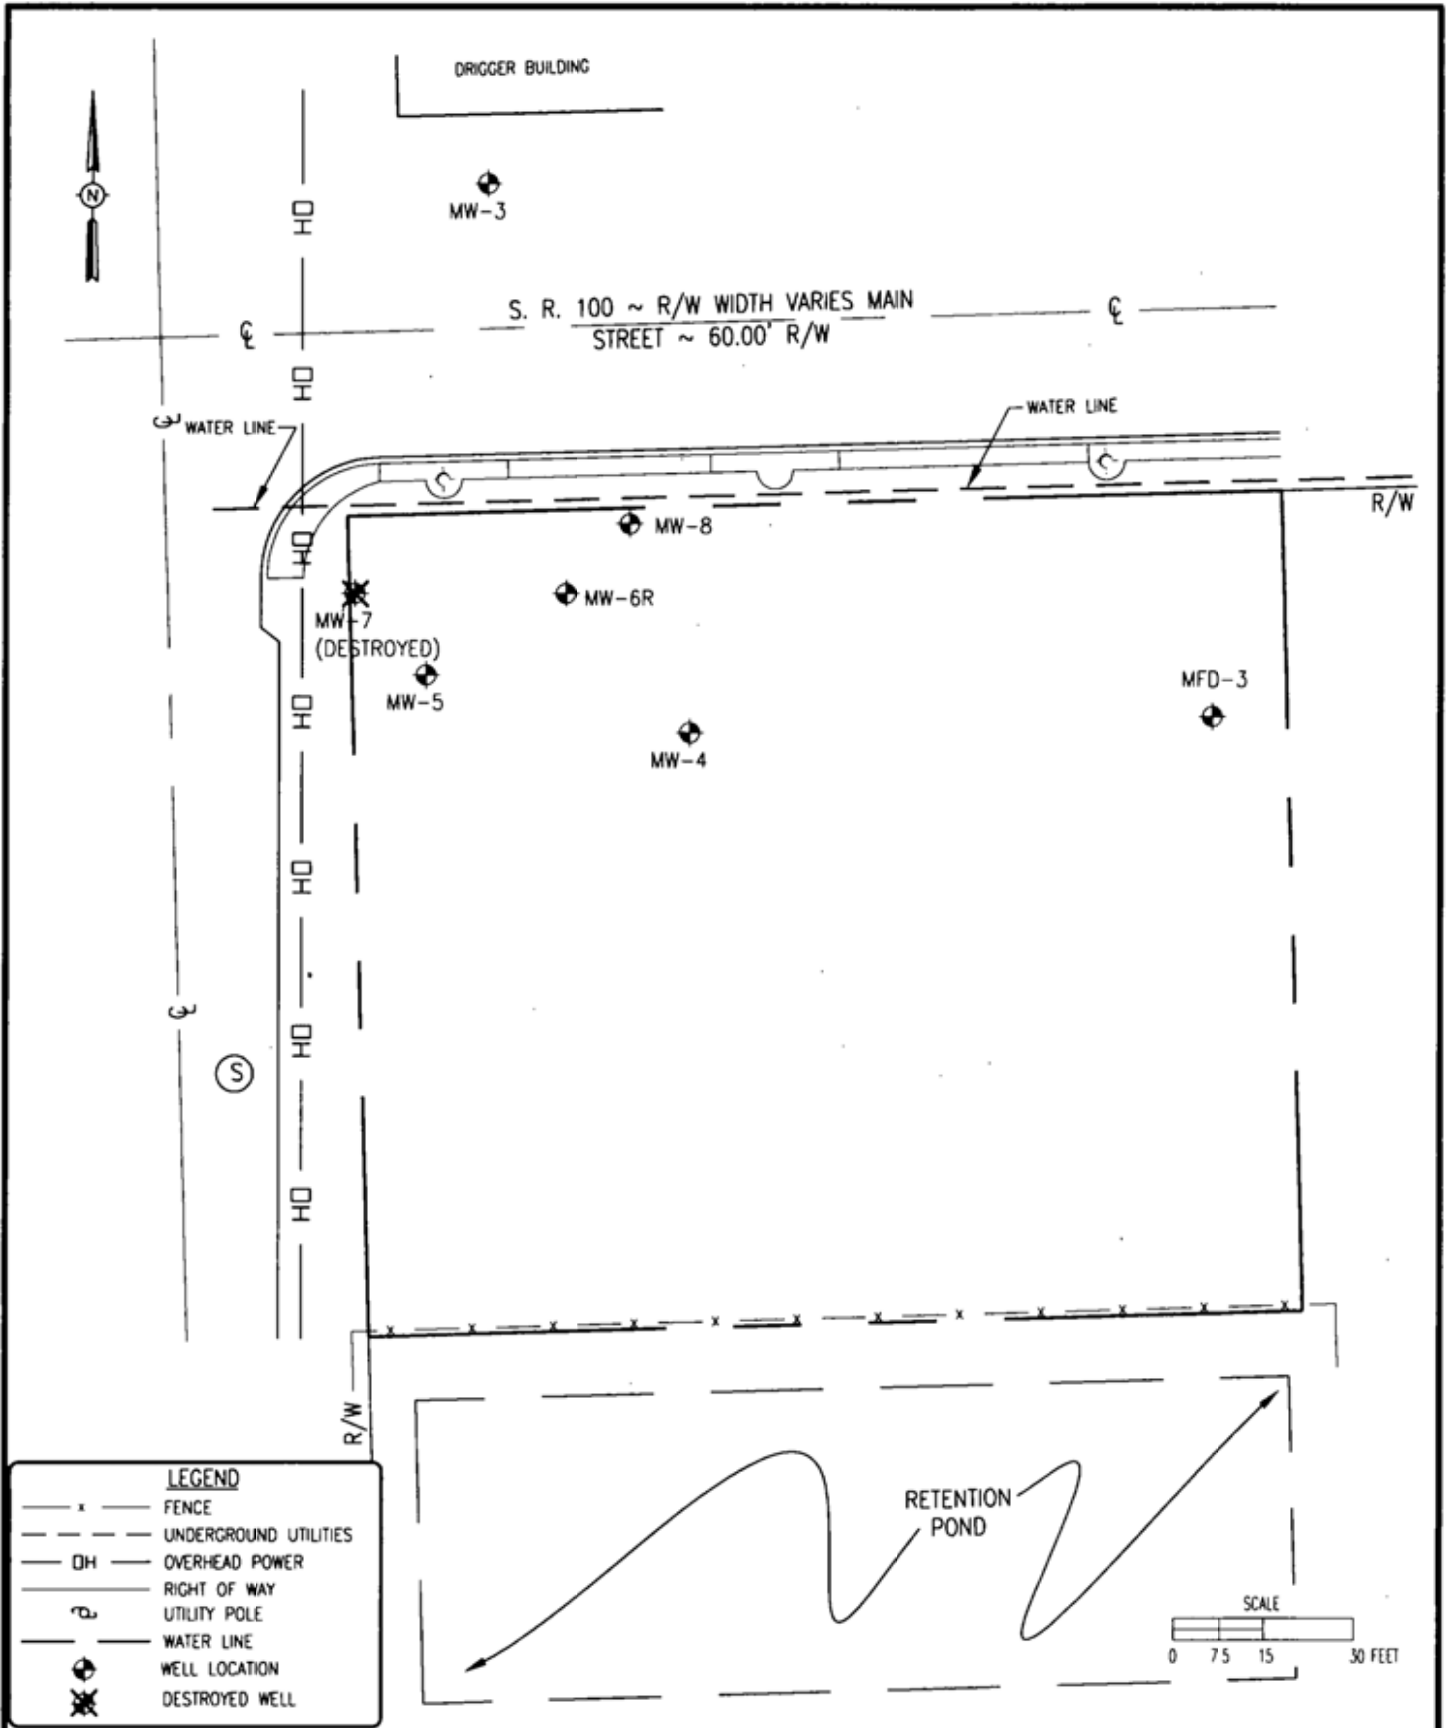 DRIGGER BUILDING
N
MW-3
OH
S. R. 100 ~ R/W WIDTH VARIES MAIN
STREET ~ 60.00' R/W
℄
℄
OH
℄
WATER LINE
WATER LINE
R/W
MW-8
OH
MW-6R
MW-7
(DESTROYED)
MW-5
MFD-3
OH
MW-4
OH
℄
OH
S
OH
x x x x x x x x x x x x
R/W
RETENTION
POND
LEGEND
x FENCE
UNDERGROUND UTILITIES
OH OVERHEAD POWER
RIGHT OF WAY
UTILITY POLE
WATER LINE
WELL LOCATION
DESTROYED WELL
SCALE
0 7.5 15 30 FEET